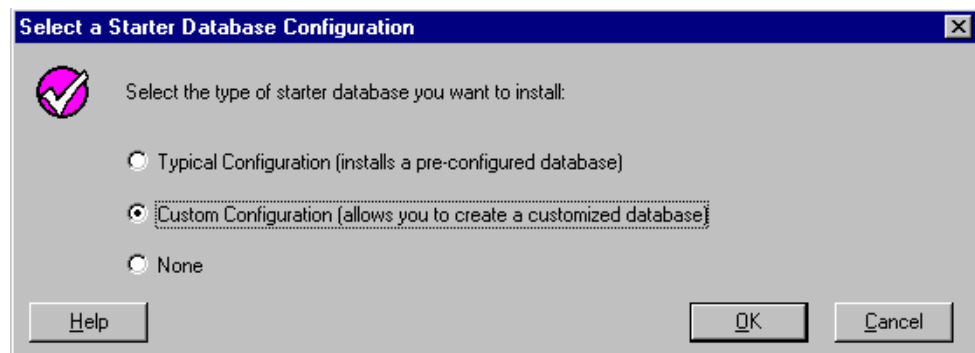 Select a Starter Database Configuration
Select the type of starter database you want to install:
Typical Configuration (installs a pre-configured database)
Custom Configuration (allows you to create a customized database)
None
Help
OK
Cancel